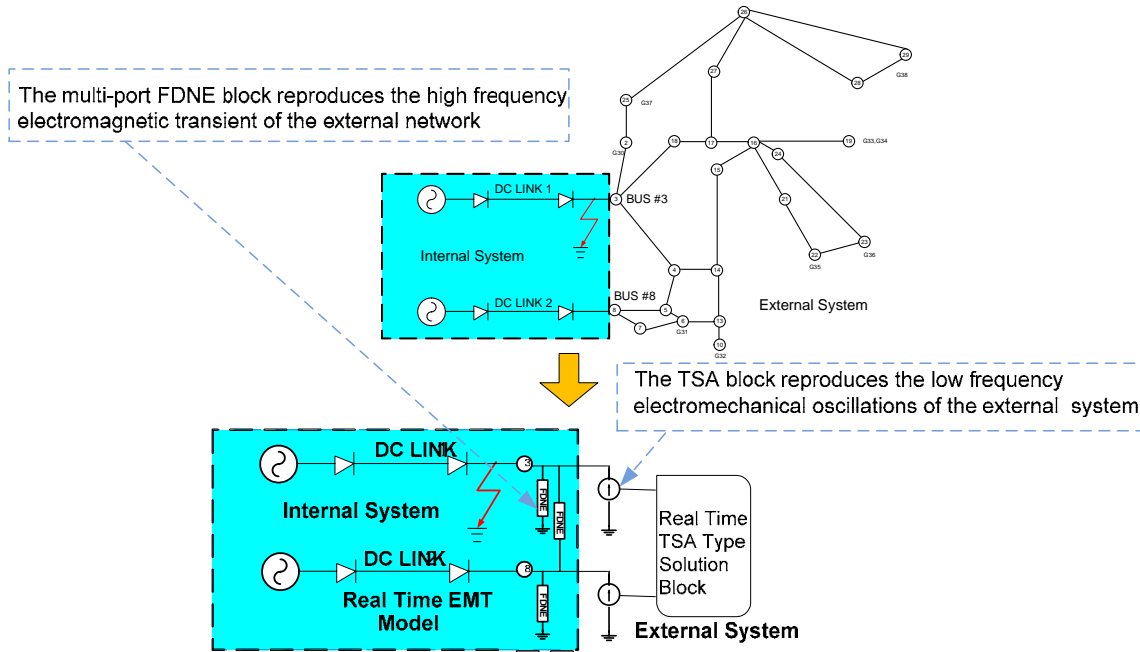 26
29
28
G38
27
The multi-port FDNE block reproduces the high frequency
electromagnetic transient of the external network
25
G37
2
G30
18
17
16
19
G33,G34
24
15
DC LINK 1
3
BUS #3
21
Internal System
23
G36
22
G35
4
14
DC LINK 2
BUS #8
External System
8
5
6
G31
13
7
10
G32
The TSA block reproduces the low frequency
electromechanical oscillations of the external system
DC LINK 1
3
I
FDNE
FDNE
Internal System
Real Time
TSA Type
Solution
Block
DC LINK 2
8
I
FDNE
Real Time EMT
Model
External System